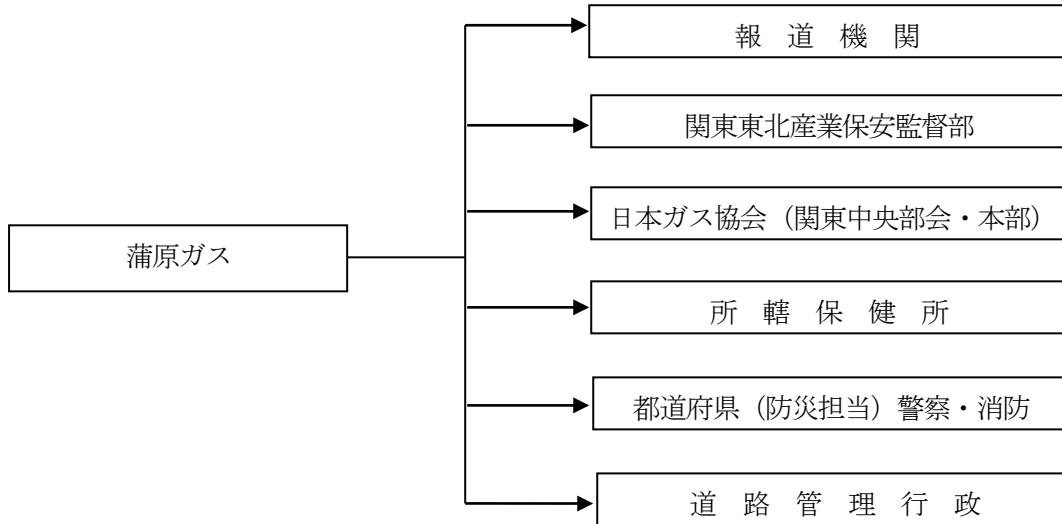 報道機関
関東東北産業保安監督部
日本ガス協会（関東中央部会・本部）
蒲原ガス
所轄保健所
都道府県（防災担当）警察・消防
道路管理行政